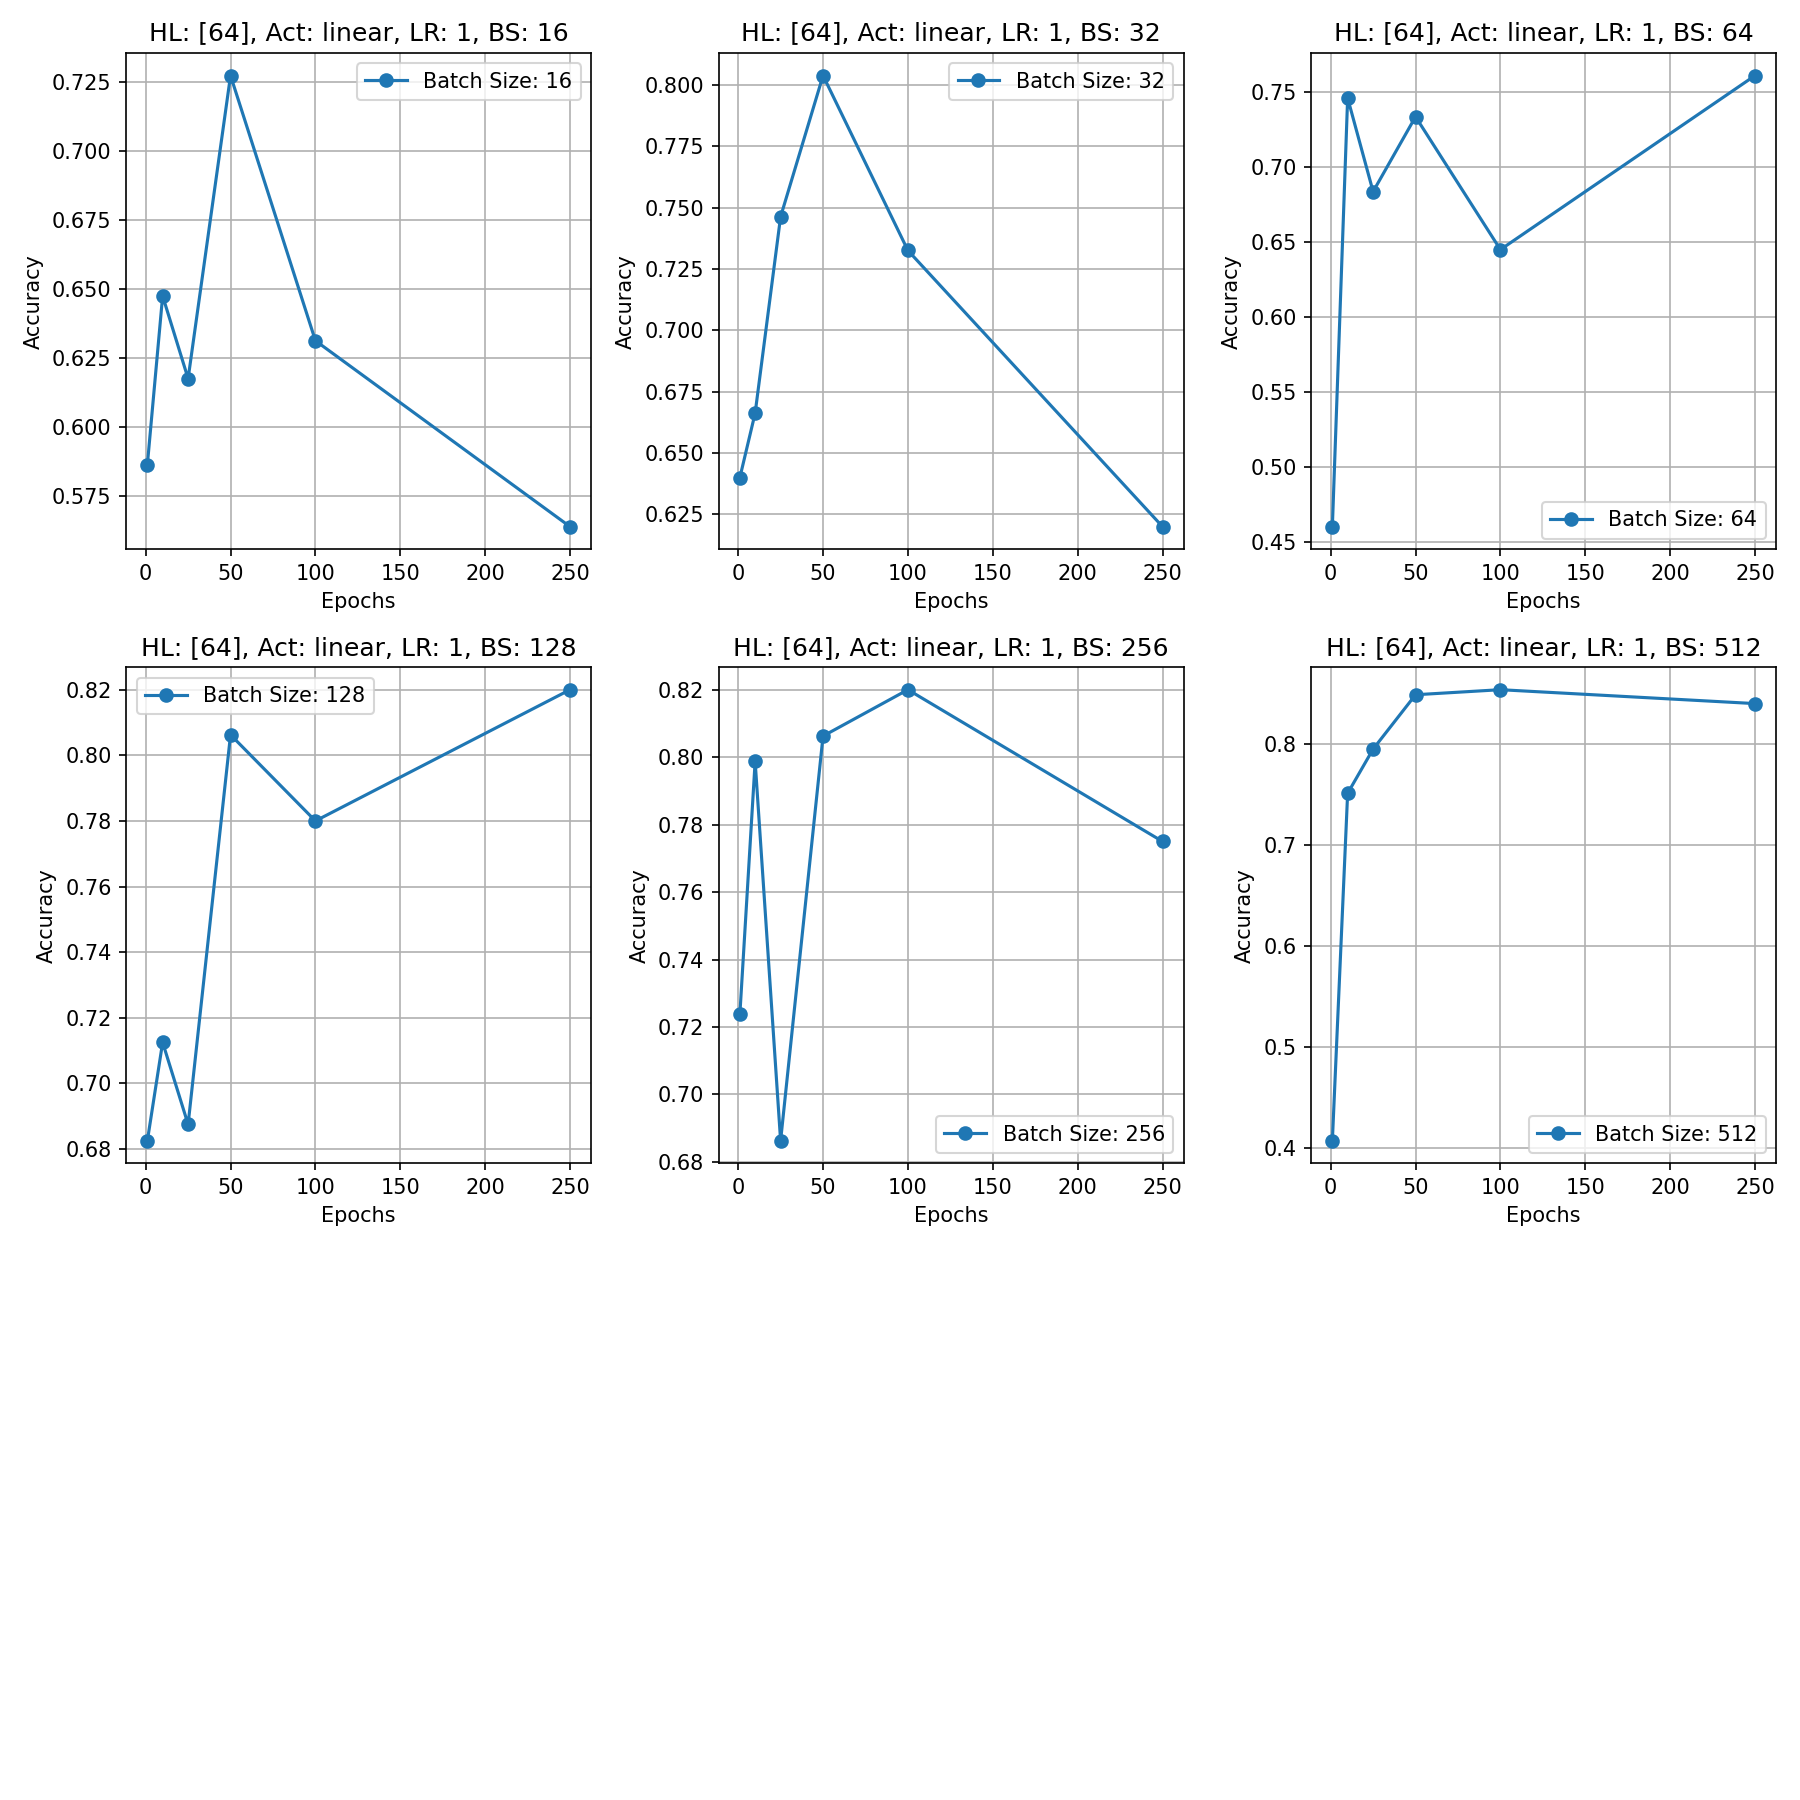 HL: [64], Act: linear, LR: 1, BS: 16
Batch Size: 16
Accuracy
0.725
0.700
0.675
0.650
0.625
0.600
0.575
0 50 100 150 200 250
Epochs
HL: [64], Act: linear, LR: 1, BS: 32
Batch Size: 32
Accuracy
0.800
0.775
0.750
0.725
0.700
0.675
0.650
0.625
0 50 100 150 200 250
Epochs
HL: [64], Act: linear, LR: 1, BS: 64
Batch Size: 64
Accuracy
0.75
0.70
0.65
0.60
0.55
0.50
0.45
0 50 100 150 200 250
Epochs
HL: [64], Act: linear, LR: 1, BS: 128
Batch Size: 128
Accuracy
0.82
0.80
0.78
0.76
0.74
0.72
0.70
0.68
0 50 100 150 200 250
Epochs
HL: [64], Act: linear, LR: 1, BS: 256
Batch Size: 256
Accuracy
0.82
0.80
0.78
0.76
0.74
0.72
0.70
0.68
0 50 100 150 200 250
Epochs
HL: [64], Act: linear, LR: 1, BS: 512
Batch Size: 512
Accuracy
0.8
0.7
0.6
0.5
0.4
0 50 100 150 200 250
Epochs